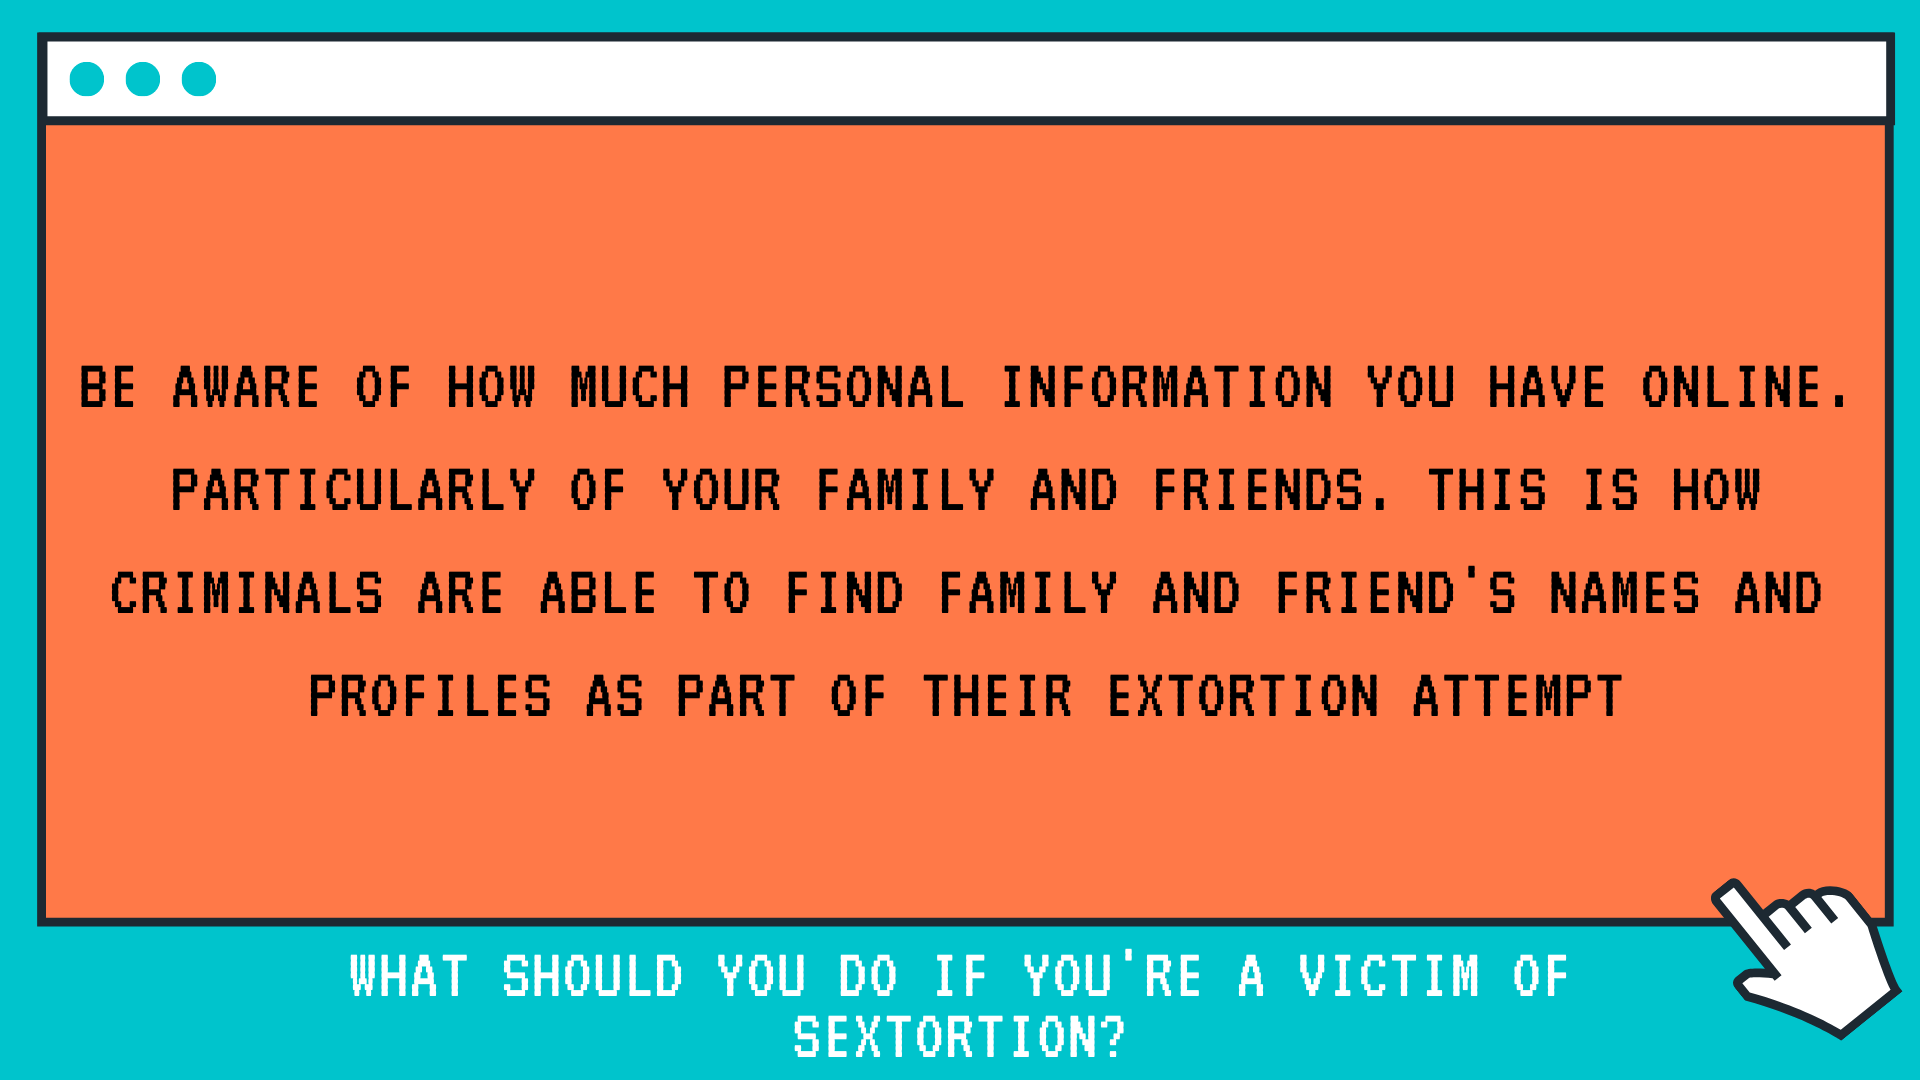 BE AWARE OF HOW MUCH PERSONAL INFORMATION YOU HAVE ONLINE.
PARTICULARLY OF YOUR FAMILY AND FRIENDS. THIS IS HOW
CRIMINALS ARE ABLE TO FIND FAMILY AND FRIEND'S NAMES AND
PROFILES AS PART OF THEIR EXTORTION ATTEMPT
WHAT SHOULD YOU DO IF YOU'RE A VICTIM OF
SEXTORTION?